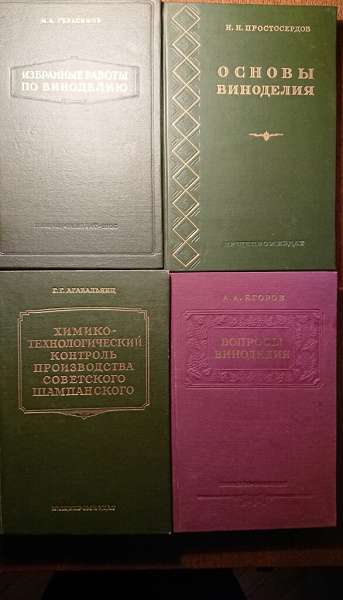 М. А. ГЕРАСИМОВ
ИЗБРАННЫЕ РАБОТЫ
ПО ВИНОДЕЛИЮ
ПИЩЕПРОМИЗДАТ
Н. Н. ПРОСТОСЕРДОВ
ОСНОВЫ
ВИНОДЕЛИЯ
ПИЩЕПРОМИЗДАТ
Г. Г. АГАБАЛЬЯНЦ
ХИМИКО-
ТЕХНОЛОГИЧЕСКИЙ
КОНТРОЛЬ
ПРОИЗВОДСТВА
СОВЕТСКОГО
ШАМПАНСКОГО
ПИЩЕПРОМИЗДАТ
А. А. ЕГОРОВ
ВОПРОСЫ
ВИНОДЕЛИЯ